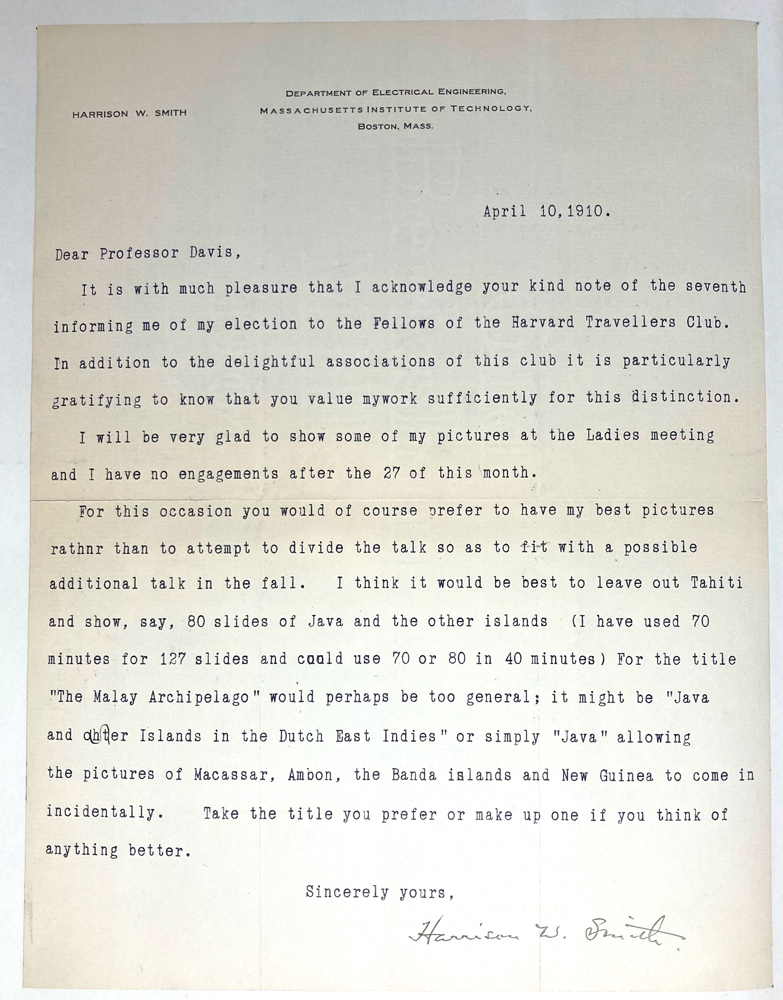 HARRISON W. SMITH
DEPARTMENT OF ELECTRICAL ENGINEERING,
MASSACHUSETTS INSTITUTE OF TECHNOLOGY,
BOSTON, MASS.
April 10,1910.
Dear Professor Davis,
It is with much pleasure that I acknowledge your kind note of the seventh
informing me of my election to the Fellows of the Harvard Travellers Club.
In addition to the delightful associations of this club it is particularly
gratifying to know that you value mywork sufficiently for this distinction.
I will be very glad to show some of my pictures at the Ladies meeting
and I have no engagements after the 27 of this month.
For this occasion you would of course prefer to have my best pictures
rathnr than to attempt to divide the talk so as to fit with a possible
additional talk in the fall. I think it would be best to leave out Tahiti
and show, say, 80 slides of Java and the other islands (I have used 70
minutes for 127 slides and could use 70 or 80 in 40 minutes) For the title
"The Malay Archipelago" would perhaps be too general; it might be "Java
and ohter Islands in the Dutch East Indies" or simply "Java" allowing
the pictures of Macassar, Ambon, the Banda islands and New Guinea to come in
incidentally. Take the title you prefer or make up one if you think of
anything better.
Sincerely yours,
Harrison W. Smith.